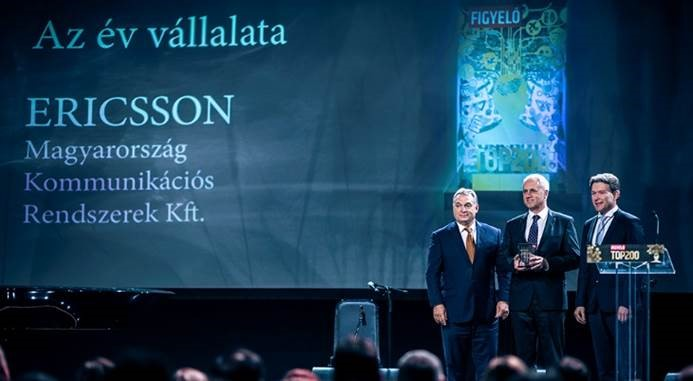 Az év vállalata
ERICSSON
Magyarország
Kommunikációs
Rendszerek Kft.
FIGYELŐ
TOP200
FIGYELŐ
TOP200